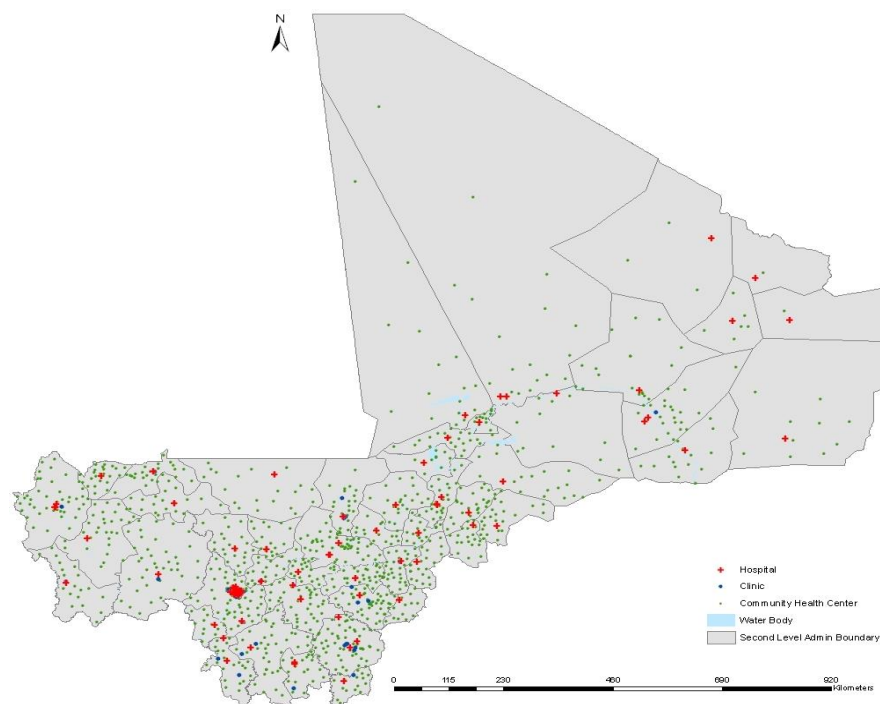 N
Hospital
Clinic
Community Health Center
Water Body
Second Level Admin Boundary
0 115 230 460 690 920
Kilometers